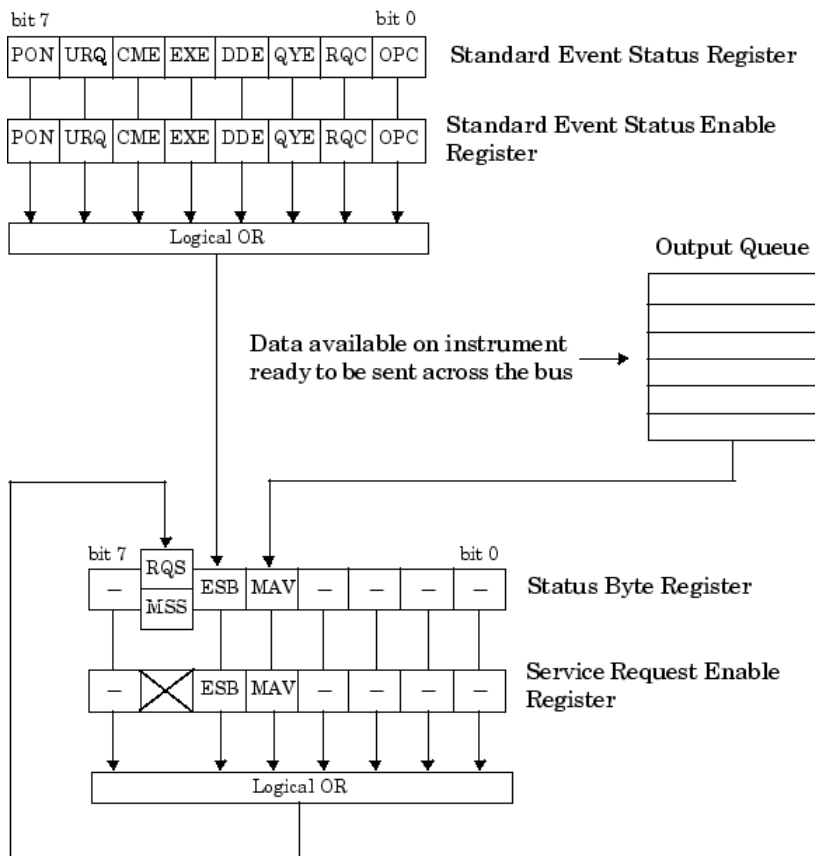 bit 7 bit 0
PON URQ CME EXE DDE QYE RQC OPC Standard Event Status Register
PON URQ CME EXE DDE QYE RQC OPC Standard Event Status Enable
Register
Logical OR
Output Queue
Data available on instrument
ready to be sent across the bus
bit 7 bit 0
RQS
– MSS ESB MAV – – – – Status Byte Register
– ESB MAV – – – – Service Request Enable
Register
Logical OR